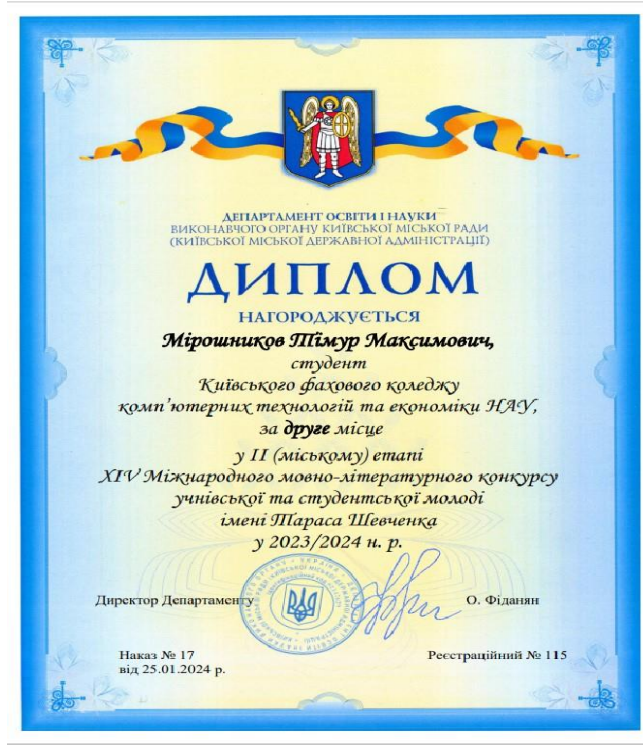 ДЕПАРТАМЕНТ ОСВІТИ І НАУКИ
ВИКОНАВЧОГО ОРГАНУ КИЇВСЬКОЇ МІСЬКОЇ РАДИ
(КИЇВСЬКОЇ МІСЬКОЇ ДЕРЖАВНОЇ АДМІНІСТРАЦІЇ)
ДИПЛОМ
НАГОРОДЖУЄТЬСЯ
Мірошников Тімур Максимович,
студент
Київського фахового коледжу
комп’ютерних технологій та економіки НАУ,
за друге місце
у ІІ (міському) етапі
XIV Міжнародного мовно-літературного конкурсу
учнівської та студентської молоді
імені Тараса Шевченка
у 2023/2024 н. р.
Директор Департаменту О. Фіданян
Наказ № 17 Реєстраційний № 115
від 25.01.2024 р.